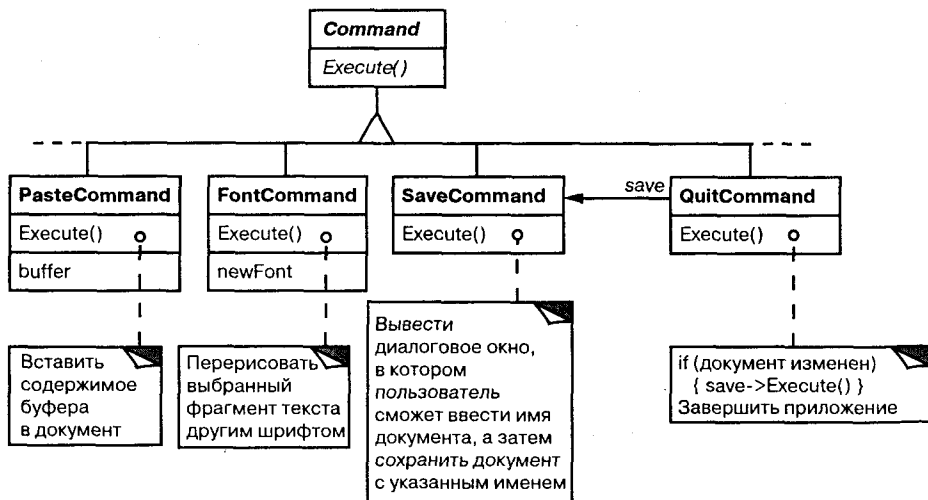 Command
Execute()
PasteCommand
Execute()
buffer
FontCommand
Execute()
newFont
SaveCommand
Execute()
save
QuitCommand
Execute()
Вставить
содержимое
буфера
в документ
Перерисовать
выбранный
фрагмент текста
другим шрифтом
Вывести
диалоговое окно,
в котором
пользователь
сможет ввести имя
документа, а затем
сохранить документ
с указанным именем
if (документ изменен)
{ save->Execute() }
Завершить приложение